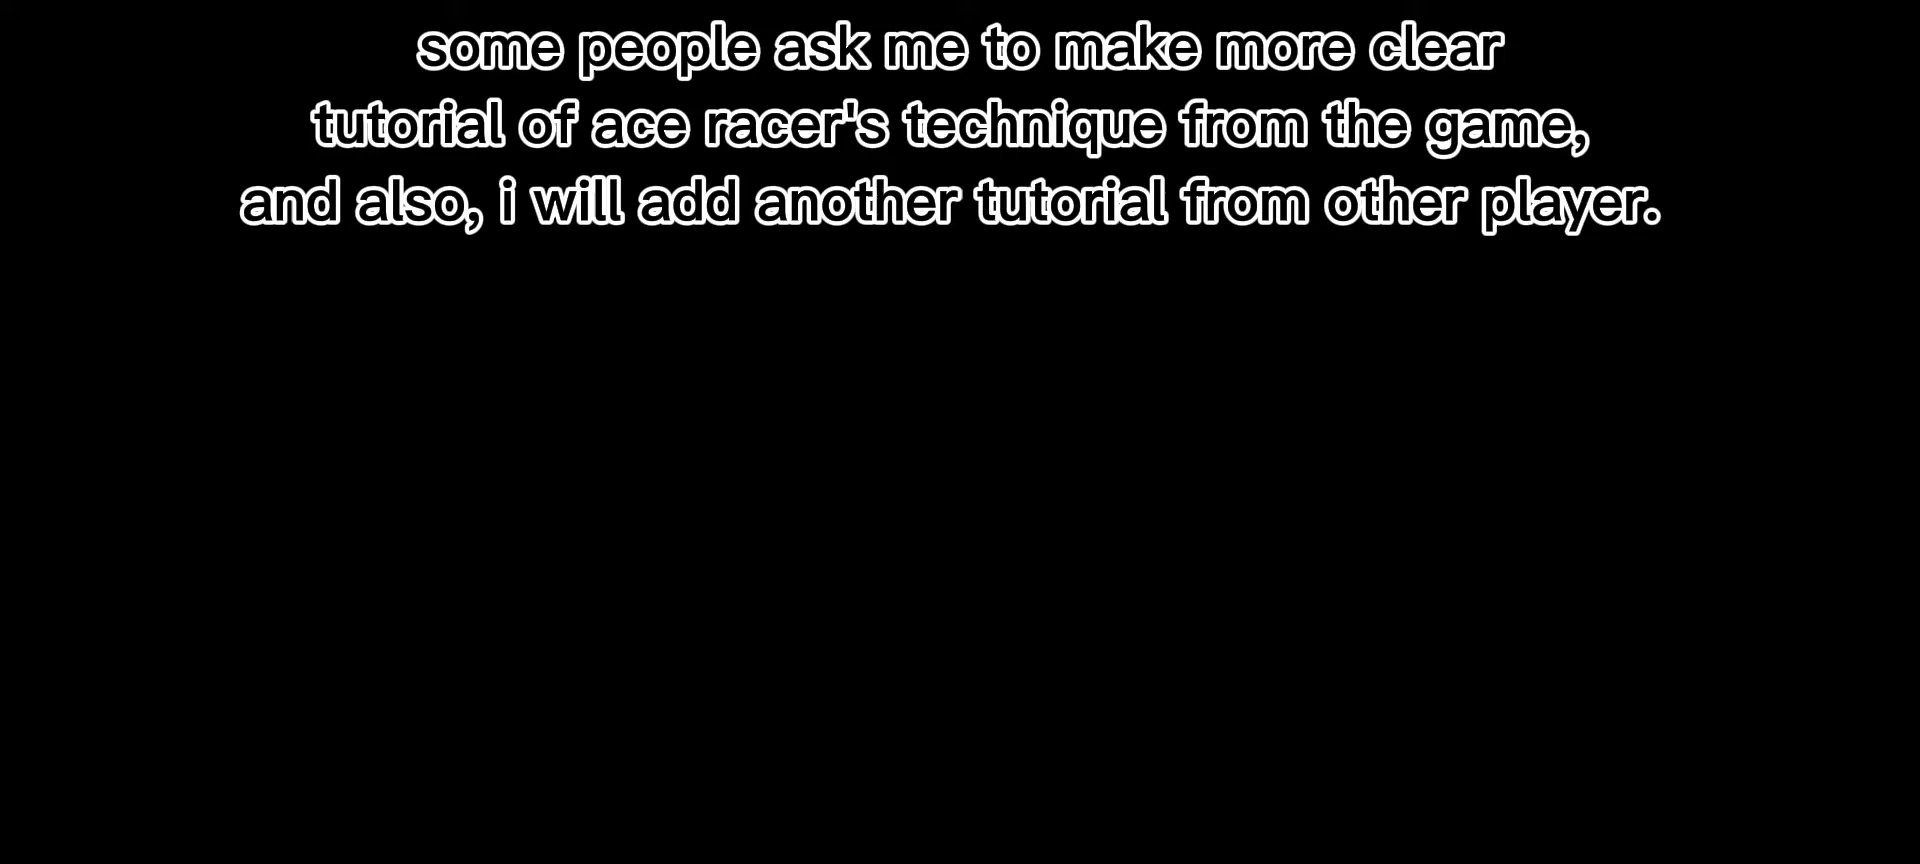 some people ask me to make more clear
tutorial of ace racer's technique from the game,
and also, i will add another tutorial from other player.